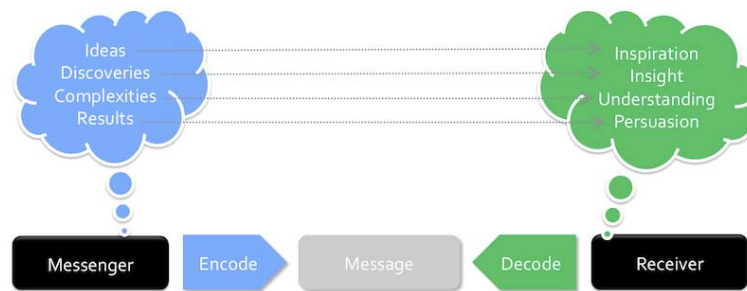 Ideas
Discoveries
Complexities
Results
Inspiration
Insight
Understanding
Persuasion
Messenger
Encode
Message
Decode
Receiver